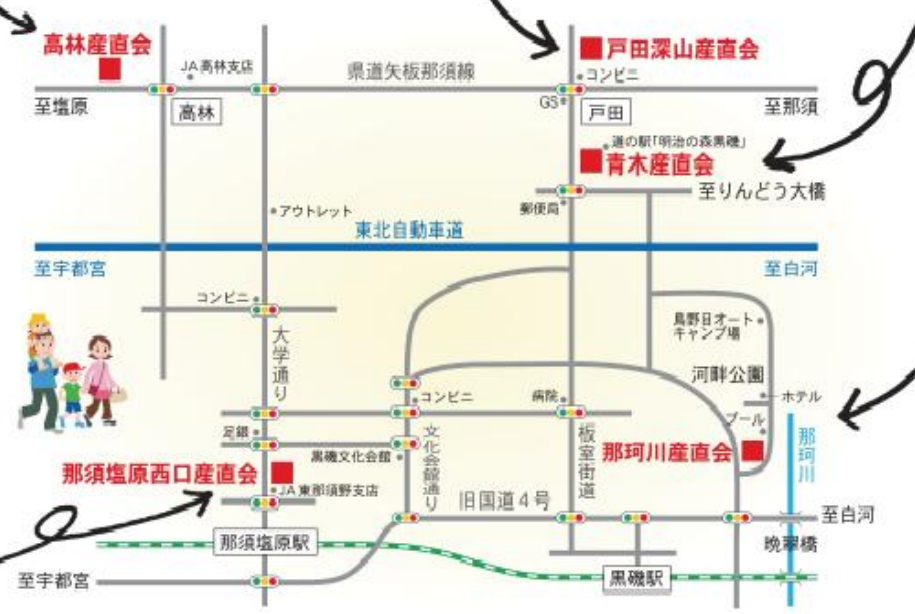 高林産直会
JA高林支店
県道矢板那須線
戸田深山産直会
コンビニ
至塩原
高林
GS
戸田
至那須
道の駅「明治の森黒磯」
青木産直会
至りんどう大橋
郵便局
アウトレット
東北自動車道
至宇都宮
至白河
コンビニ
大学通り
鳥野目オート
キャンプ場
河畔公園
ホテル
コンビニ
病院
プール
足銀
黒磯文化会館
文化会館通り
板室街道
那珂川産直会
那珂川
那須塩原西口産直会
JA東那須野支店
旧国道4号
至白河
那須塩原駅
晩翠橋
至宇都宮
黒磯駅